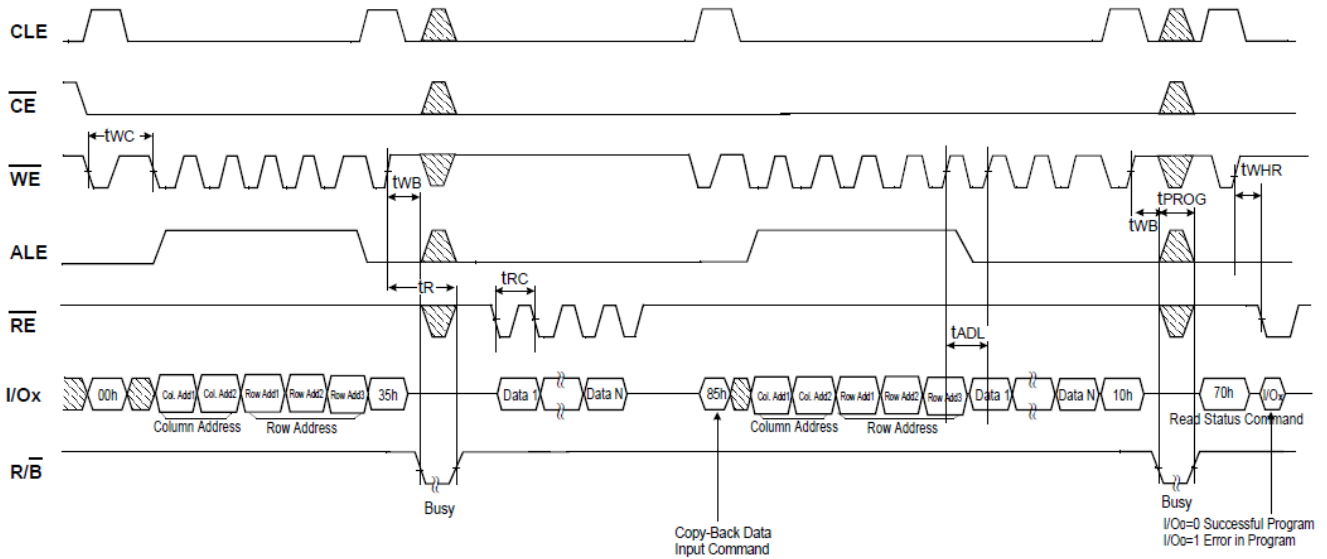 CLE
CE
tWC
WE
tWB
tWHR
tPROG
tWB
ALE
tR
tRC
RE
tADL
I/Ox 00h Col. Add1 Col. Add2 Row Add1 Row Add2 Row Add3 35h Data 1 Data N 85h Col. Add1 Col. Add2 Row Add1 Row Add2 Row Add3 Data 1 Data N 10h 70h I/Ox
Column Address Row Address Column Address Row Address Read Status Command
R/B
Busy Busy
Copy-Back Data
Input Command
I/O0=0 Successful Program
I/O0=1 Error in Program